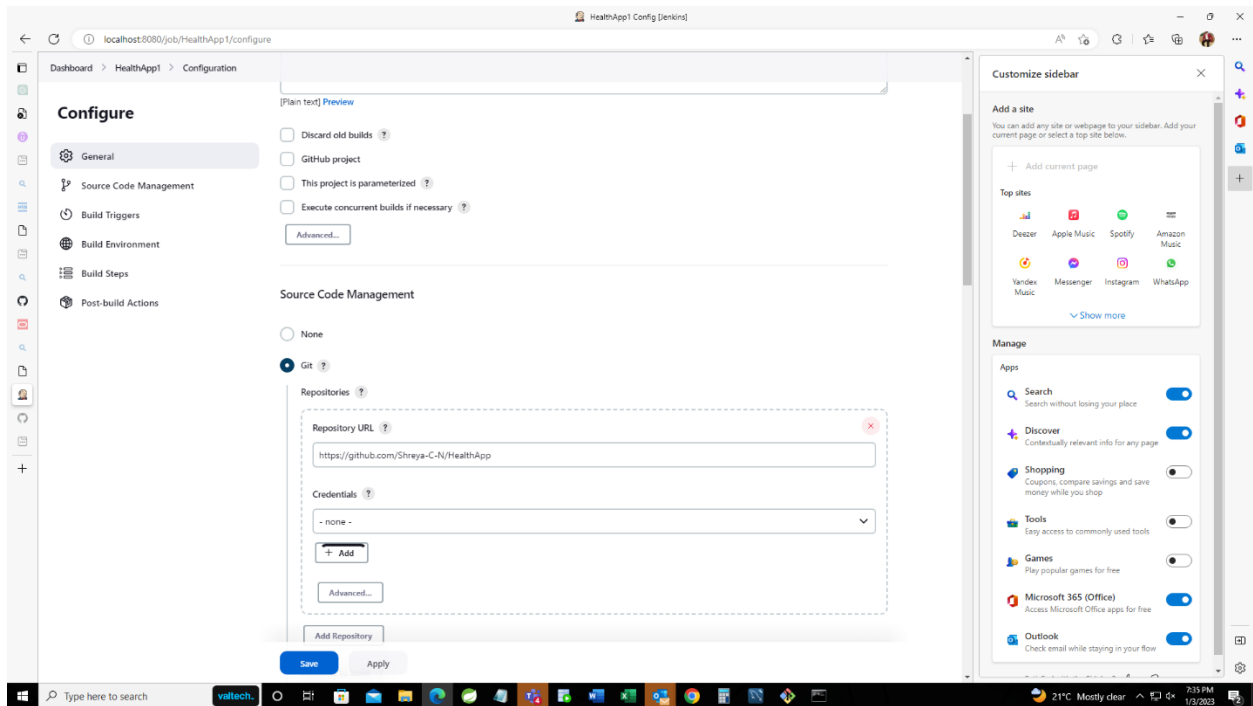 HealthApp1 Config [Jenkins]
localhost:8080/job/HealthApp1/configure
Dashboard > HealthApp1 > Configuration
Configure
General
Source Code Management
Build Triggers
Build Environment
Build Steps
Post-build Actions
[Plain text] Preview
Discard old builds ?
GitHub project
This project is parameterized ?
Execute concurrent builds if necessary ?
Advanced...
Source Code Management
None
Git ?
Repositories ?
Repository URL ?
https://github.com/Shreya-C-N/HealthApp
Credentials ?
- none -
+ Add
Advanced...
Add Repository
Save Apply
Customize sidebar
Add a site
You can add any site or webpage to your sidebar. Add your
current page or select a top site below.
+ Add current page
Top sites
Deezer Apple Music Spotify Amazon
Music
Yandex Messenger Instagram WhatsApp
Music
Show more
Manage
Apps
Search
Search without losing your place
Discover
Contextually relevant info for any page
Shopping
Coupons, compare savings and save
money while you shop
Tools
Easy access to commonly used tools
Games
Play popular games for free
Microsoft 365 (Office)
Access Microsoft Office apps for free
Outlook
Check email while staying in your flow
Type here to search
valtech.
21°C Mostly clear
7:35 PM
1/3/2023